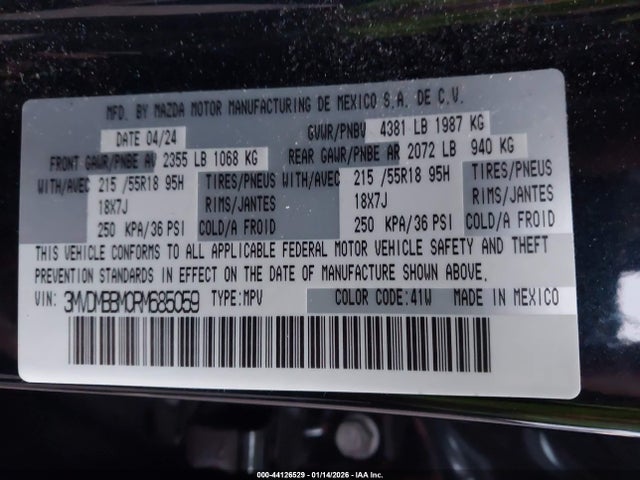 MFD. BY MAZDA MOTOR MANUFACTURING DE MEXICO S.A. DE C.V.
DATE 04/24 GVWR/PNBV 4381 LB 1987 KG
FRONT GAWR/PNBE AV 2355 LB 1068 KG REAR GAWR/PNBE AR 2072 LB 940 KG
WITH/AVEC 215 /55R18 95H TIRES/PNEUS WITH/AVEC 215 /55R18 95H TIRES/PNEUS
18X7J RIMS/JANTES 18X7J RIMS/JANTES
250 KPA/36 PSI COLD/A FROID 250 KPA/36 PSI COLD/A FROID
THIS VEHICLE CONFORMS TO ALL APPLICABLE FEDERAL MOTOR VEHICLE SAFETY AND THEFT
PREVENTION STANDARDS IN EFFECT ON THE DATE OF MANUFACTURE SHOWN ABOVE.
VIN: 3MVDMBBM0RM685059 TYPE:MPV COLOR CODE:41W MADE IN MEXICO
000-44126529 - 01/14/2026 - IAA Inc.